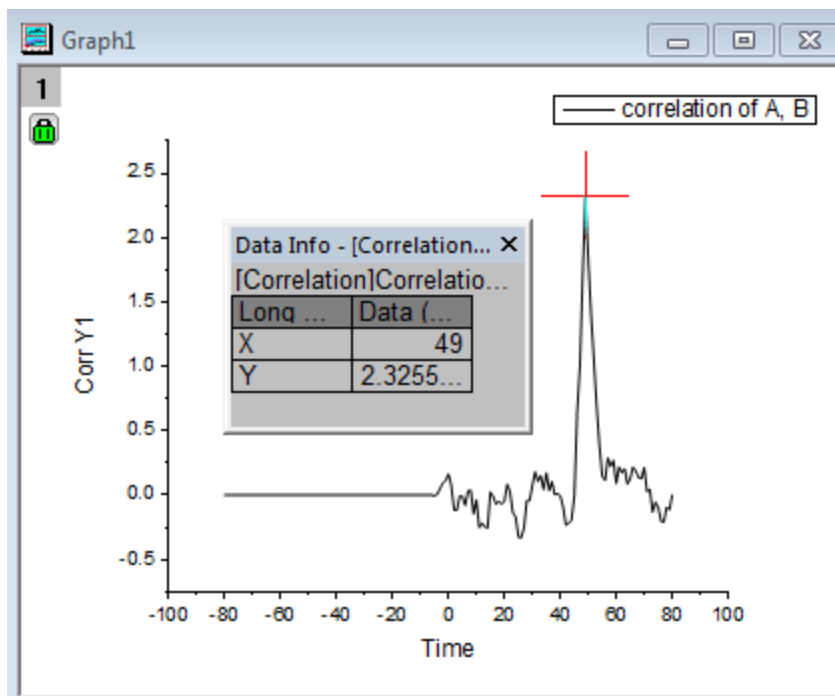 Graph1
1
correlation of A, B
2.5
2.0
1.5
1.0
0.5
0.0
-0.5
Corr Y1
Data Info - [Correlation...
[Correlation]Correlatio...
Long ... Data (...
X 49
Y 2.3255...
-100 -80 -60 -40 -20 0 20 40 60 80 100
Time